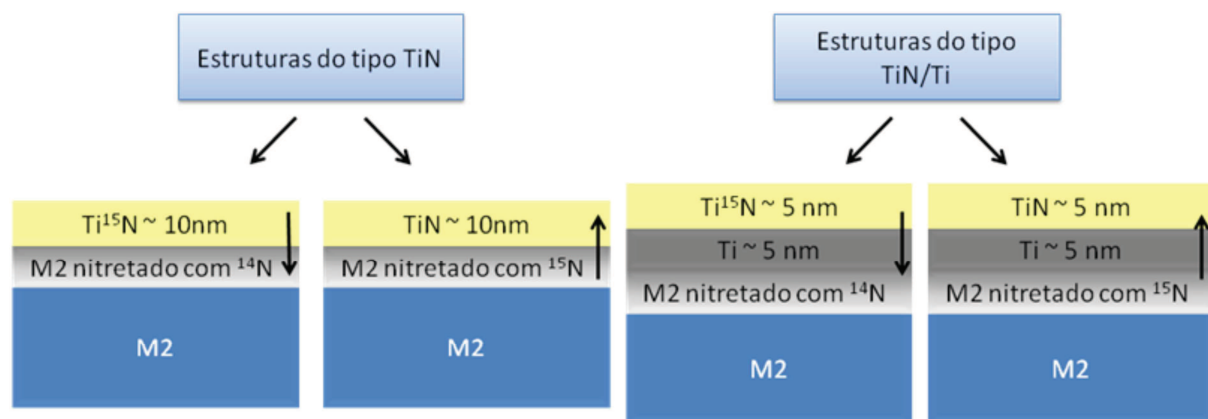 Estruturas do tipo TiN
Estruturas do tipo
TiN/Ti
Ti¹⁵N ~ 10nm
M2 nitretado com ¹⁴N
M2
TiN ~ 10nm
M2 nitretado com ¹⁵N
M2
Ti¹⁵N ~ 5 nm
Ti ~ 5 nm
M2 nitretado com ¹⁴N
M2
TiN ~ 5 nm
Ti ~ 5 nm
M2 nitretado com ¹⁵N
M2